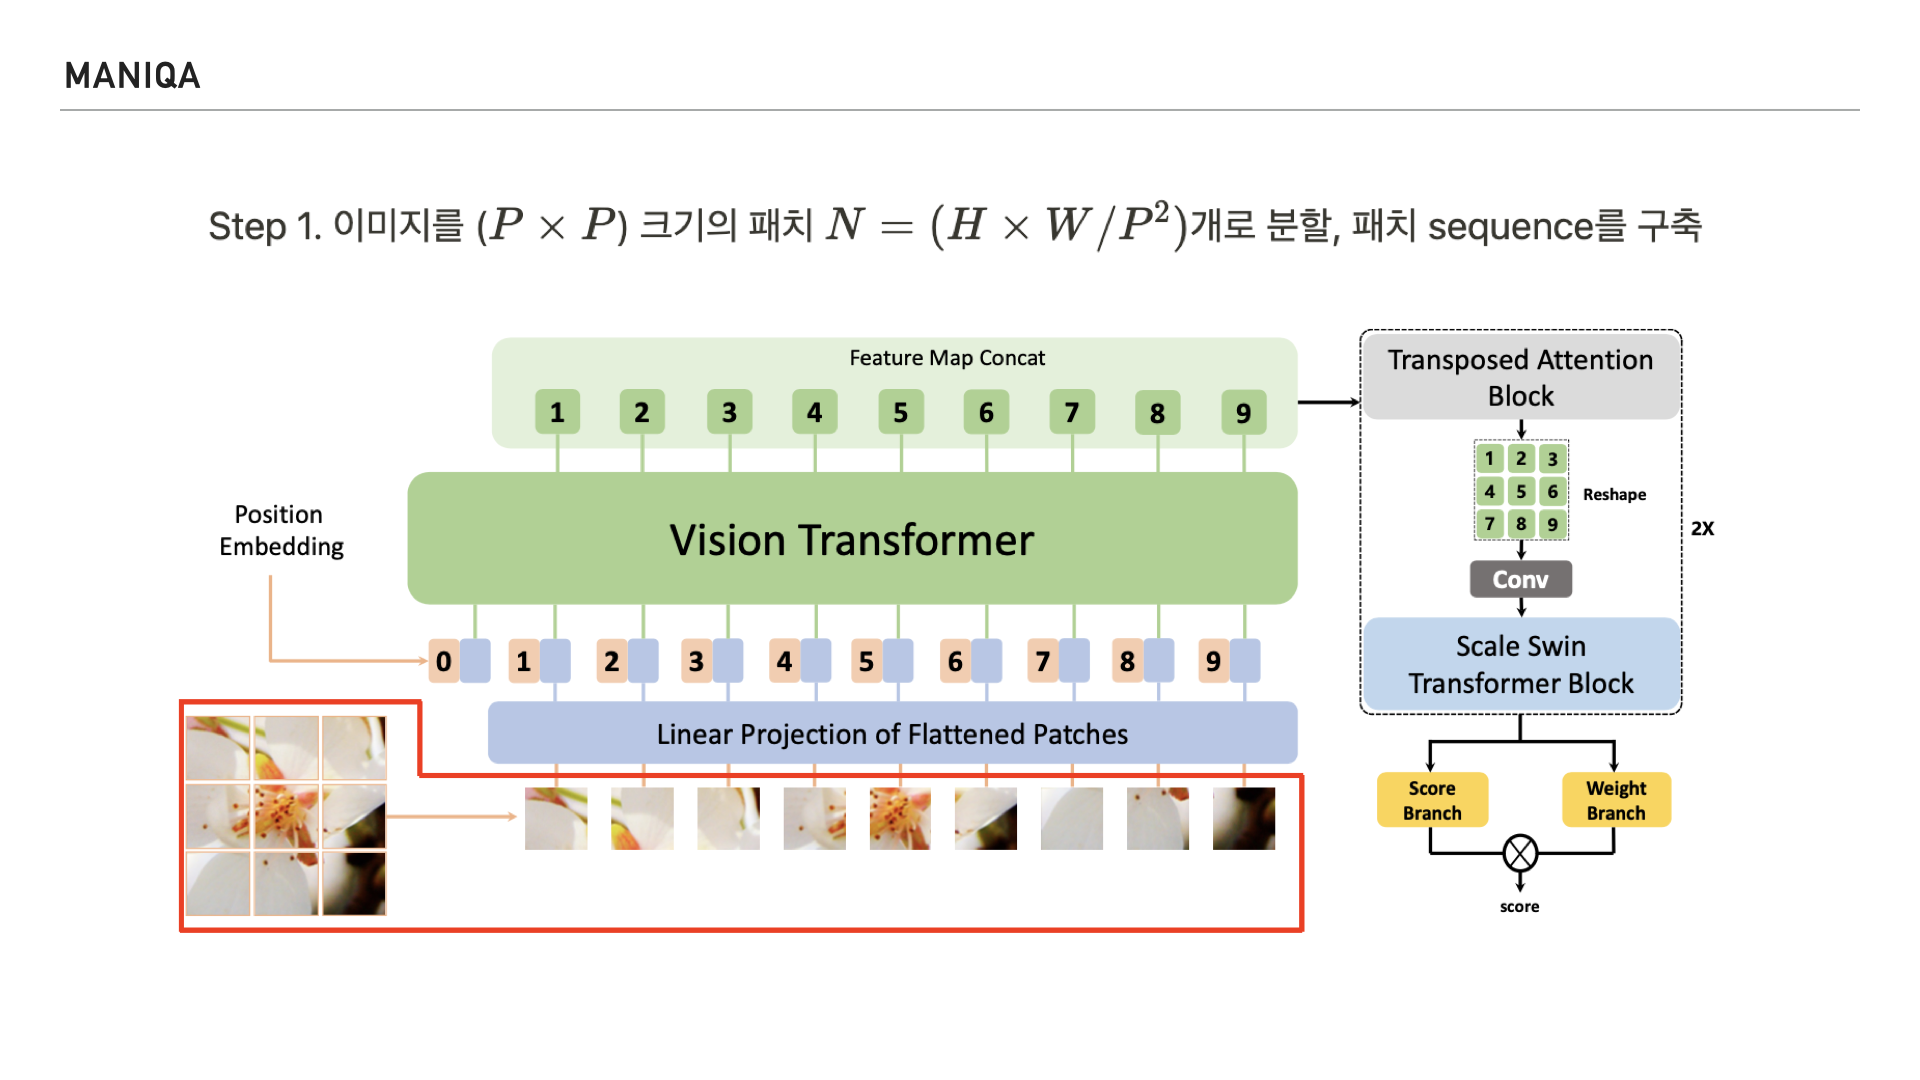 MANIQA
Step 1. 이미지를 (P × P) 크기의 패치 N = (H × W/P²)개로 분할, 패치 sequence를 구축
Feature Map Concat
1 2 3 4 5 6 7 8 9
Vision Transformer
Position
Embedding
0 1 2 3 4 5 6 7 8 9
Linear Projection of Flattened Patches
Transposed Attention
Block
1 2 3
4 5 6
7 8 9
Reshape
2X
Conv
Scale Swin
Transformer Block
Score
Branch
Weight
Branch
score